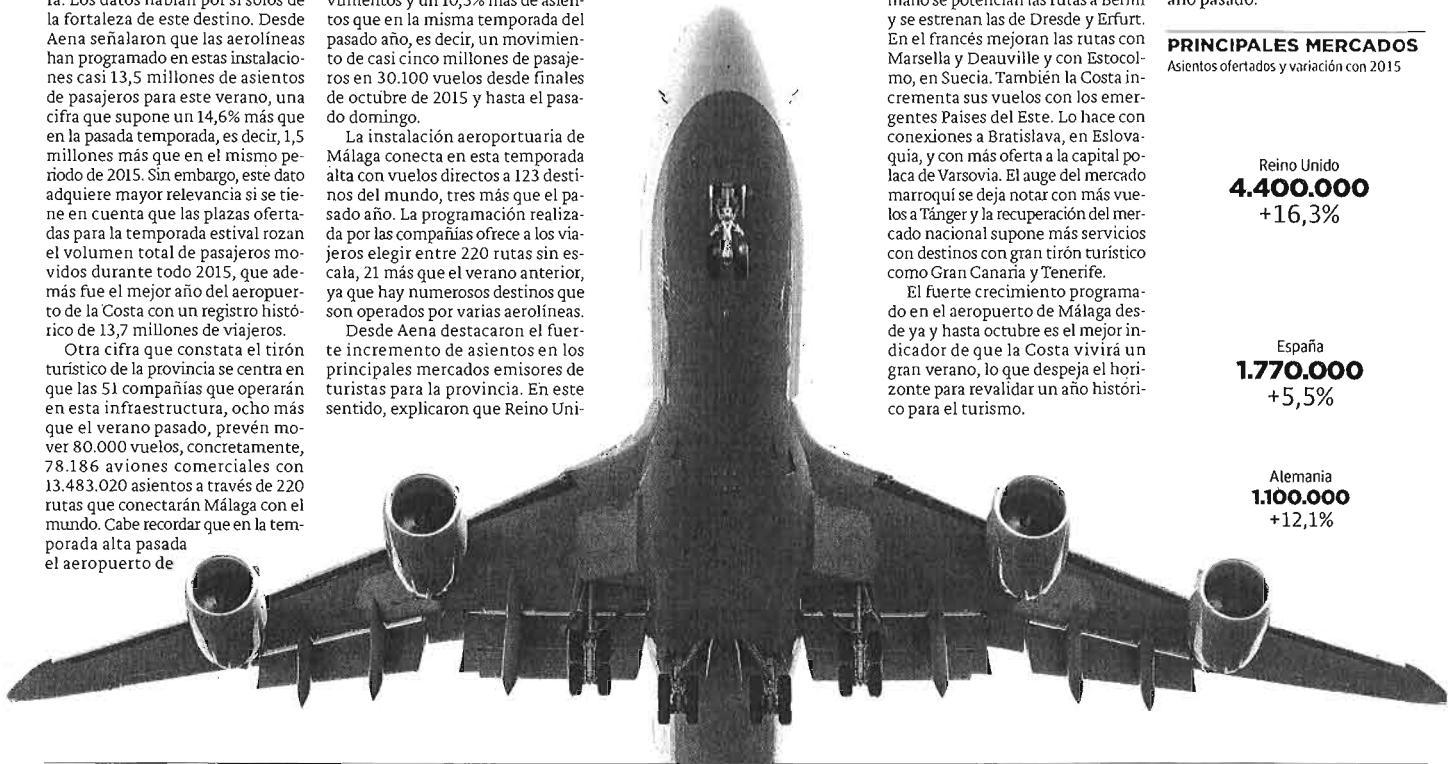 ra. Los datos hablan por sí solos de
la fortaleza de este destino. Desde
Aena señalaron que las aerolíneas
han programado en estas instalacio-
nes casi 13,5 millones de asientos
de pasajeros para este verano, una
cifra que supone un 14,6% más que
en la pasada temporada, es decir, 1,5
millones más que en el mismo pe-
riodo de 2015. Sin embargo, este dato
adquiere mayor relevancia si se tie-
ne en cuenta que las plazas oferta-
das para la temporada estival rozan
el volumen total de pasajeros mo-
vidos durante todo 2015, que ade-
más fue el mejor año del aeropuer-
to de la Costa con un registro histó-
rico de 13,7 millones de viajeros.
Otra cifra que constata el tirón
turístico de la provincia se centra en
que las 51 compañías que operarán
en esta infraestructura, ocho más
que el verano pasado, prevén mo-
ver 80.000 vuelos, concretamente,
78.186 aviones comerciales con
13.483.020 asientos a través de 220
rutas que conectarán Málaga con el
mundo. Cabe recordar que en la tem-
porada alta pasada
el aeropuerto de
vimientos y un 10,3% más de asien-
tos que en la misma temporada del
pasado año, es decir, un movimien-
to de casi cinco millones de pasaje-
ros en 30.100 vuelos desde finales
de octubre de 2015 y hasta el pasa-
do domingo.
La instalación aeroportuaria de
Málaga conecta en esta temporada
alta con vuelos directos a 123 desti-
nos del mundo, tres más que el pa-
sado año. La programación realiza-
da por las compañías ofrece a los via-
jeros elegir entre 220 rutas sin es-
cala, 21 más que el verano anterior,
ya que hay numerosos destinos que
son operados por varias aerolíneas.
Desde Aena destacaron el fuer-
te incremento de asientos en los
principales mercados emisores de
turistas para la provincia. En este
sentido, explicaron que Reino Uni-
mano se potencian las rutas a Berlín
y se estrenan las de Dresde y Erfurt.
En el francés mejoran las rutas con
Marsella y Deauville y con Estocol-
mo, en Suecia. También la Costa in-
crementa sus vuelos con los emer-
gentes Países del Este. Lo hace con
conexiones a Bratislava, en Eslova-
quia, y con más oferta a la capital po-
laca de Varsovia. El auge del mercado
marroquí se deja notar con más vue-
los a Tánger y la recuperación del mer-
cado nacional supone más servicios
con destinos con gran tirón turístico
como Gran Canaria y Tenerife.
El fuerte crecimiento programa-
do en el aeropuerto de Málaga des-
de ya y hasta octubre es el mejor in-
dicador de que la Costa vivirá un
gran verano, lo que despeja el hori-
zonte para revalidar un año históri-
co para el turismo.
año pasado.
PRINCIPALES MERCADOS
Asientos ofertados y variación con 2015
Reino Unido
4.400.000
+16,3%
España
1.770.000
+5,5%
Alemania
1.100.000
+12,1%